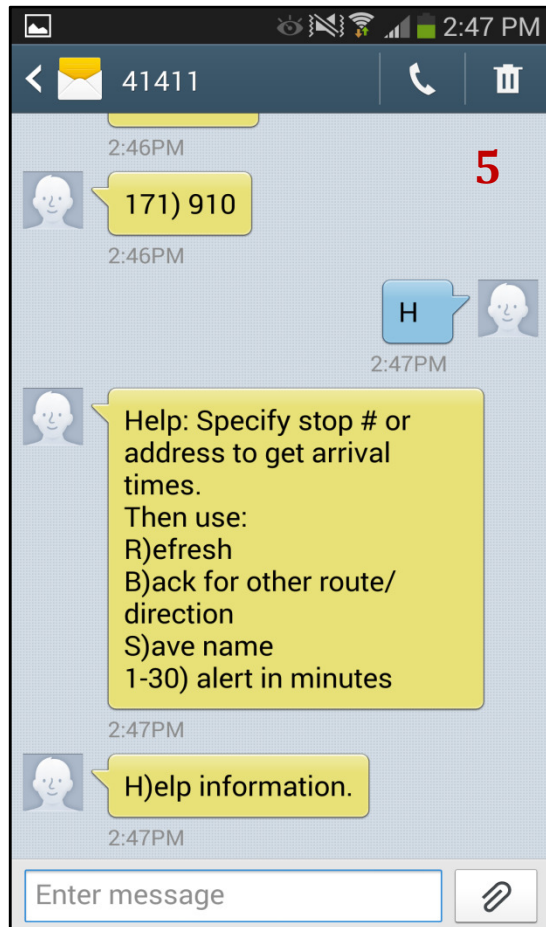 2:47 PM
41411
2:46PM
5
171) 910
2:46PM
H
2:47PM
Help: Specify stop # or
address to get arrival
times.
Then use:
R)efresh
B)ack for other route/
direction
S)ave name
1-30) alert in minutes
2:47PM
H)elp information.
2:47PM
Enter message